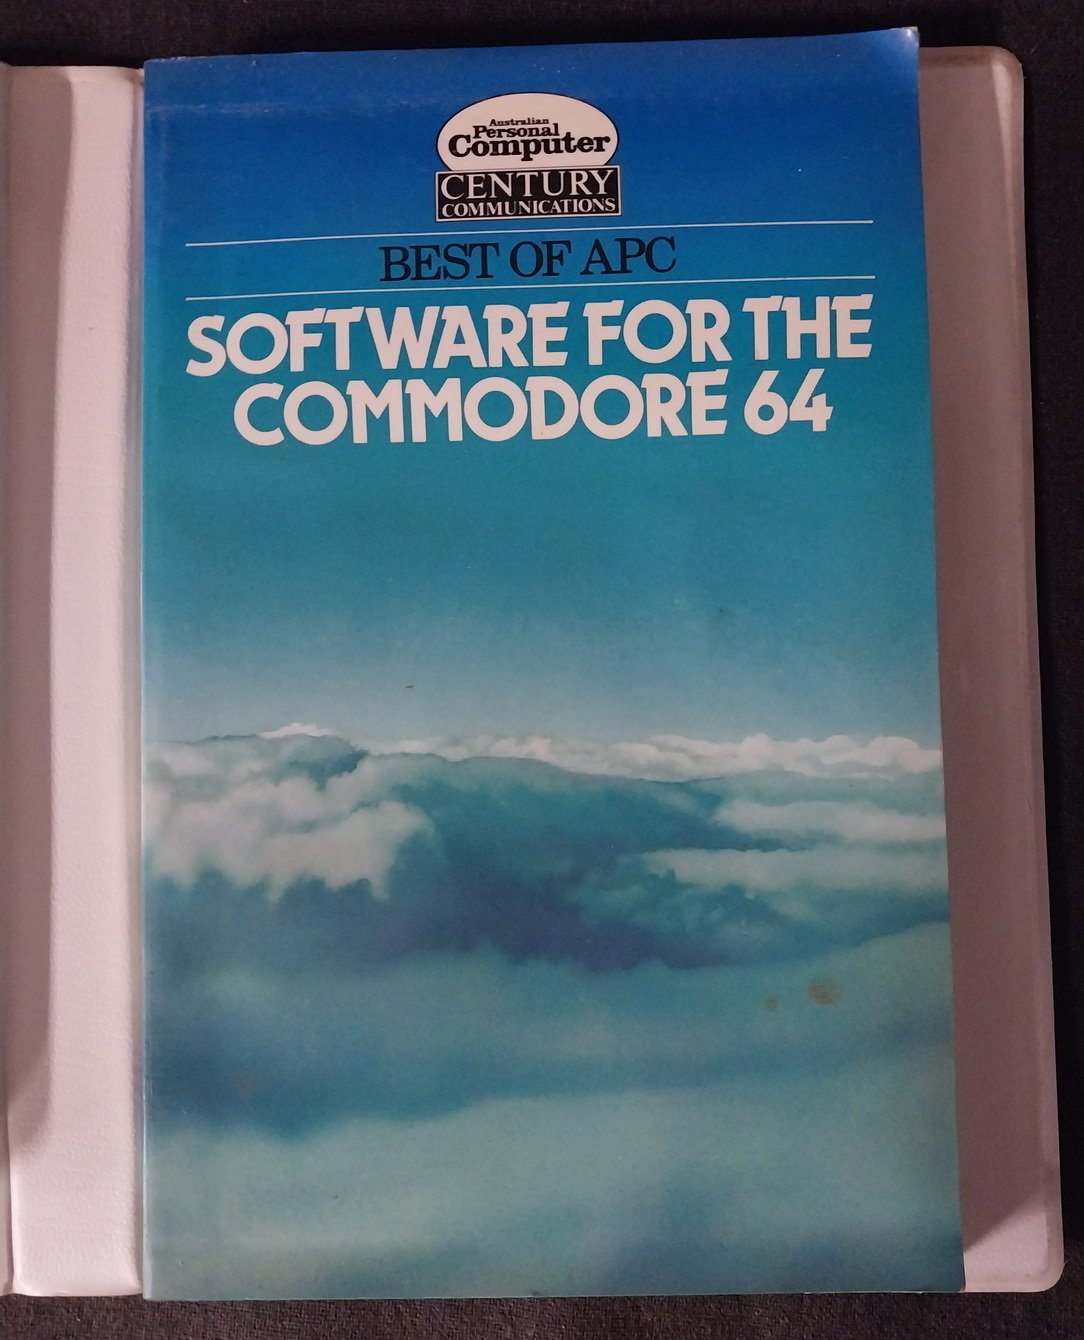 Australian
Personal
Computer
CENTURY
COMMUNICATIONS
BEST OF APC
SOFTWARE FOR THE
COMMODORE 64